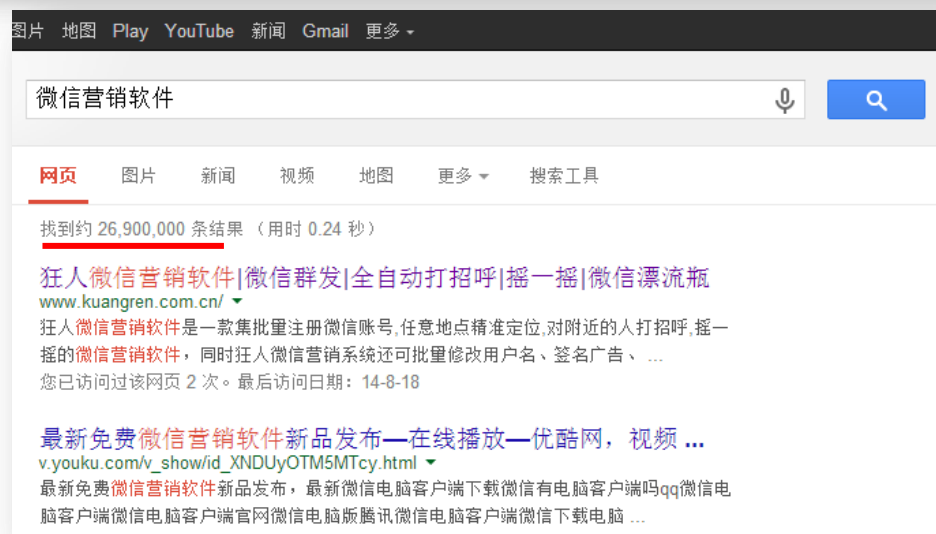 图片 地图 Play YouTube 新闻 Gmail 更多
微信营销软件
网页 图片 新闻 视频 地图 更多 搜索工具
找到约 26,900,000 条结果 （用时 0.24 秒）
狂人微信营销软件|微信群发|全自动打招呼|摇一摇|微信漂流瓶
www.kuangren.com.cn/
狂人微信营销软件是一款集批量注册微信账号,任意地点精准定位,对附近的人打招呼,摇一
摇的微信营销软件，同时狂人微信营销系统还可批量修改用户名、签名广告、 ...
您已访问过该网页 2 次。最后访问日期：14-8-18
最新免费微信营销软件新品发布—在线播放—优酷网，视频 ...
v.youku.com/v_show/id_XNDUyOTM5MTcy.html
最新免费微信营销软件新品发布，最新微信电脑客户端下载微信有电脑客户端吗qq微信电
脑客户端微信电脑客户端官网微信电脑版腾讯微信电脑客户端微信下载电脑 ...